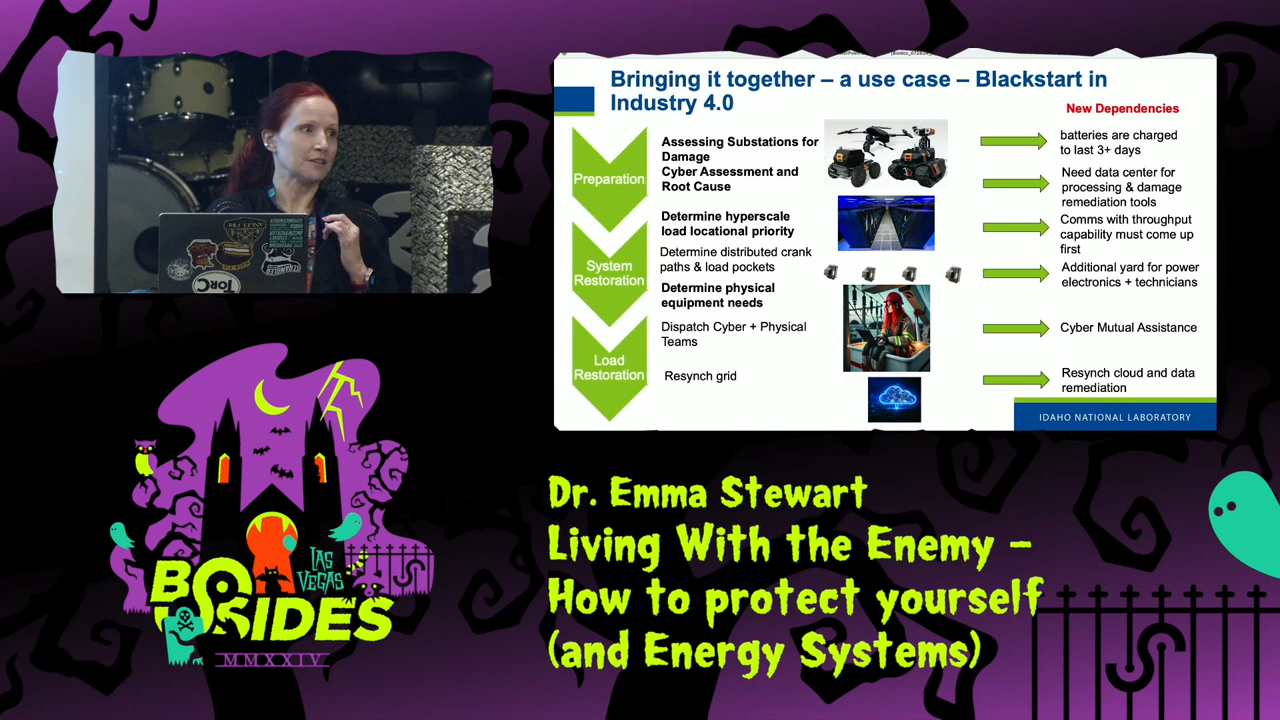 Bringing it together – a use case – Blackstart in
Industry 4.0
New Dependencies
Preparation
Assessing Substations for
Damage
Cyber Assessment and
Root Cause
batteries are charged
to last 3+ days
Need data center for
processing & damage
remediation tools
System
Restoration
Determine hyperscale
load locational priority
Determine distributed crank
paths & load pockets
Determine physical
equipment needs
Comms with throughput
capability must come up
first
Additional yard for power
electronics + technicians
Load
Restoration
Dispatch Cyber + Physical
Teams
Resynch grid
Cyber Mutual Assistance
Resynch cloud and data
remediation
IDAHO NATIONAL LABORATORY
TorC
LAS
VEGAS
BSIDES
MMXXIV
Dr. Emma Stewart
Living With the Enemy –
How to protect yourself
(and Energy Systems)